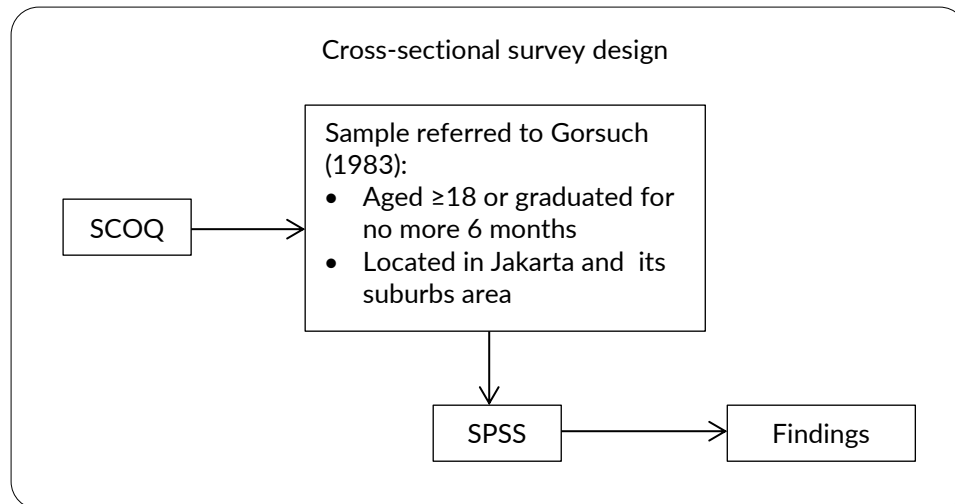 Cross-sectional survey design
Sample referred to Gorsuch
(1983):
• Aged ≥18 or graduated for
no more 6 months
• Located in Jakarta and its
suburbs area
SCOQ
SPSS
Findings